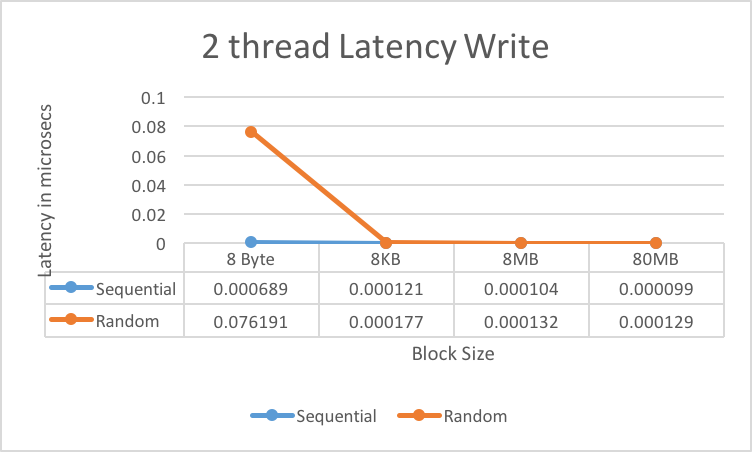 2 thread Latency Write
Latency in microsecs
0.1
0.08
0.06
0.04
0.02
0
8 Byte 8KB 8MB 80MB
Sequential 0.000689 0.000121 0.000104 0.000099
Random 0.076191 0.000177 0.000132 0.000129
Block Size
Sequential Random